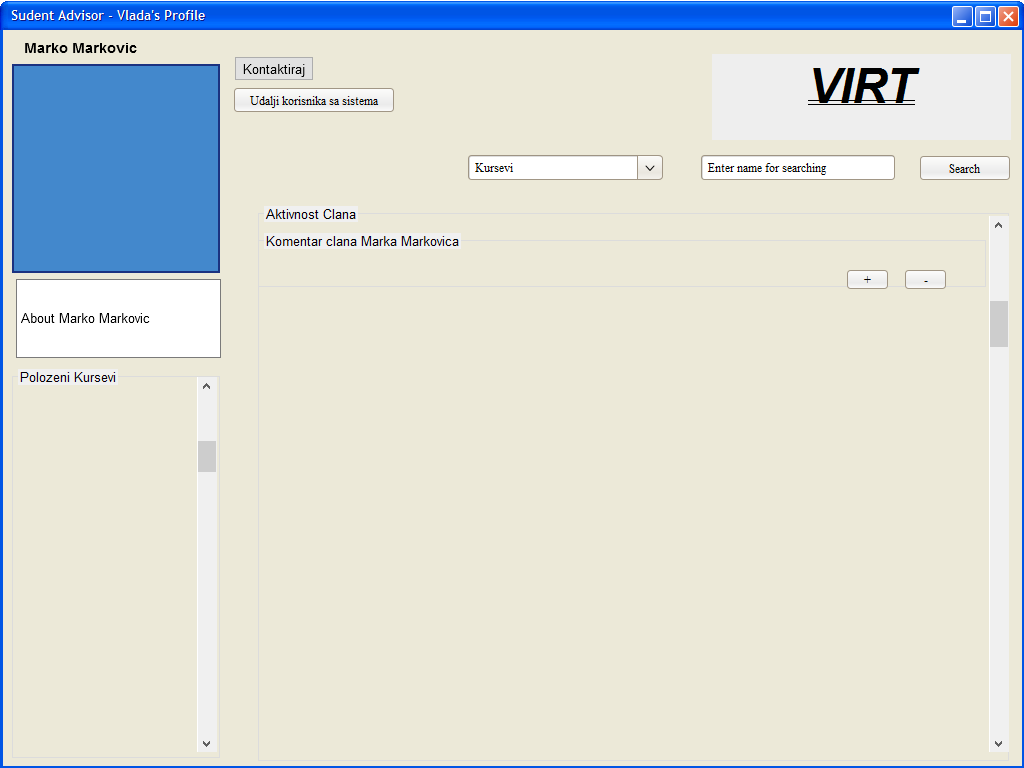 Sudent Advisor - Vlada's Profile
Marko Markovic
Kontaktiraj
Udalji korisnika sa sistema
VIRT
Kursevi
Enter name for searching
Search
Aktivnost Clana
Komentar clana Marka Markovica
+
-
About Marko Markovic
Polozeni Kursevi